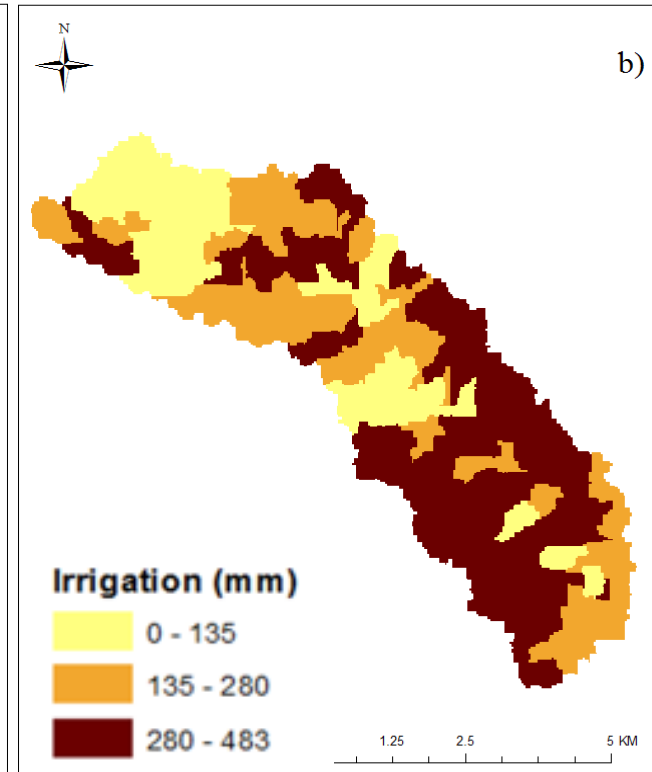 N
b)
Irrigation (mm)
0 - 135
135 - 280
280 - 483
1.25 2.5 5 KM